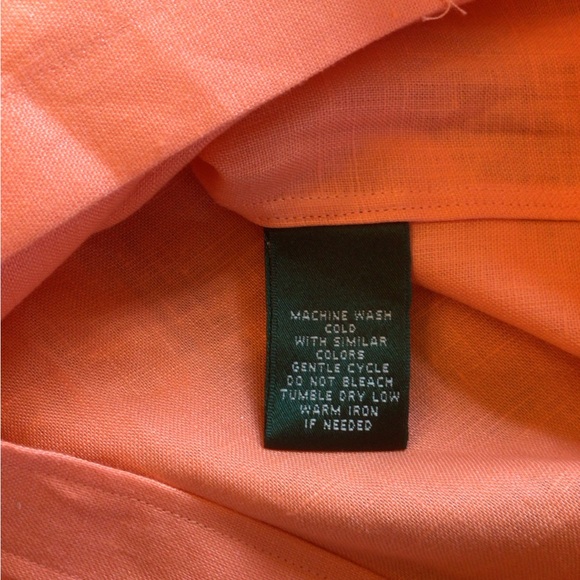 MACHINE WASH
COLD
WITH SIMILAR
COLORS
GENTLE CYCLE
DO NOT BLEACH
TUMBLE DRY LOW
WARM IRON
IF NEEDED